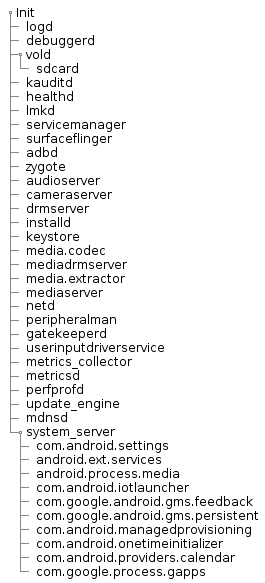 Init
logd
debuggerd
vold
sdcard
kauditd
healthd
lmkd
servicemanager
surfaceflinger
adbd
zygote
audioserver
cameraserver
drmserver
installd
keystore
media.codec
mediadrmserver
media.extractor
mediaserver
netd
peripheralman
gatekeeperd
userinputdriverservice
metrics_collector
metricsd
perfprofd
update_engine
mdnsd
system_server
com.android.settings
android.ext.services
android.process.media
com.android.iotlauncher
com.google.android.gms.feedback
com.google.android.gms.persistent
com.android.managedprovisioning
com.android.onetimeinitializer
com.android.providers.calendar
com.google.process.gapps